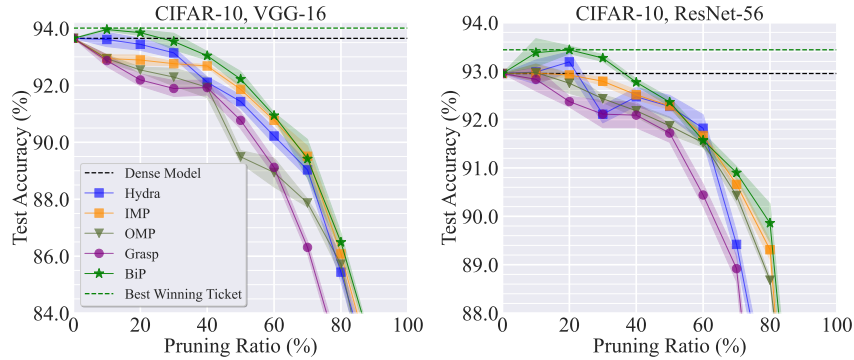 CIFAR-10, VGG-16
94.0
92.0
90.0
88.0
86.0
84.0
Test Accuracy (%)
Dense Model
Hydra
IMP
OMP
Grasp
BiP
Best Winning Ticket
0 20 40 60 80 100
Pruning Ratio (%)
CIFAR-10, ResNet-56
94.0
93.0
92.0
91.0
90.0
89.0
88.0
Test Accuracy (%)
0 20 40 60 80 100
Pruning Ratio (%)